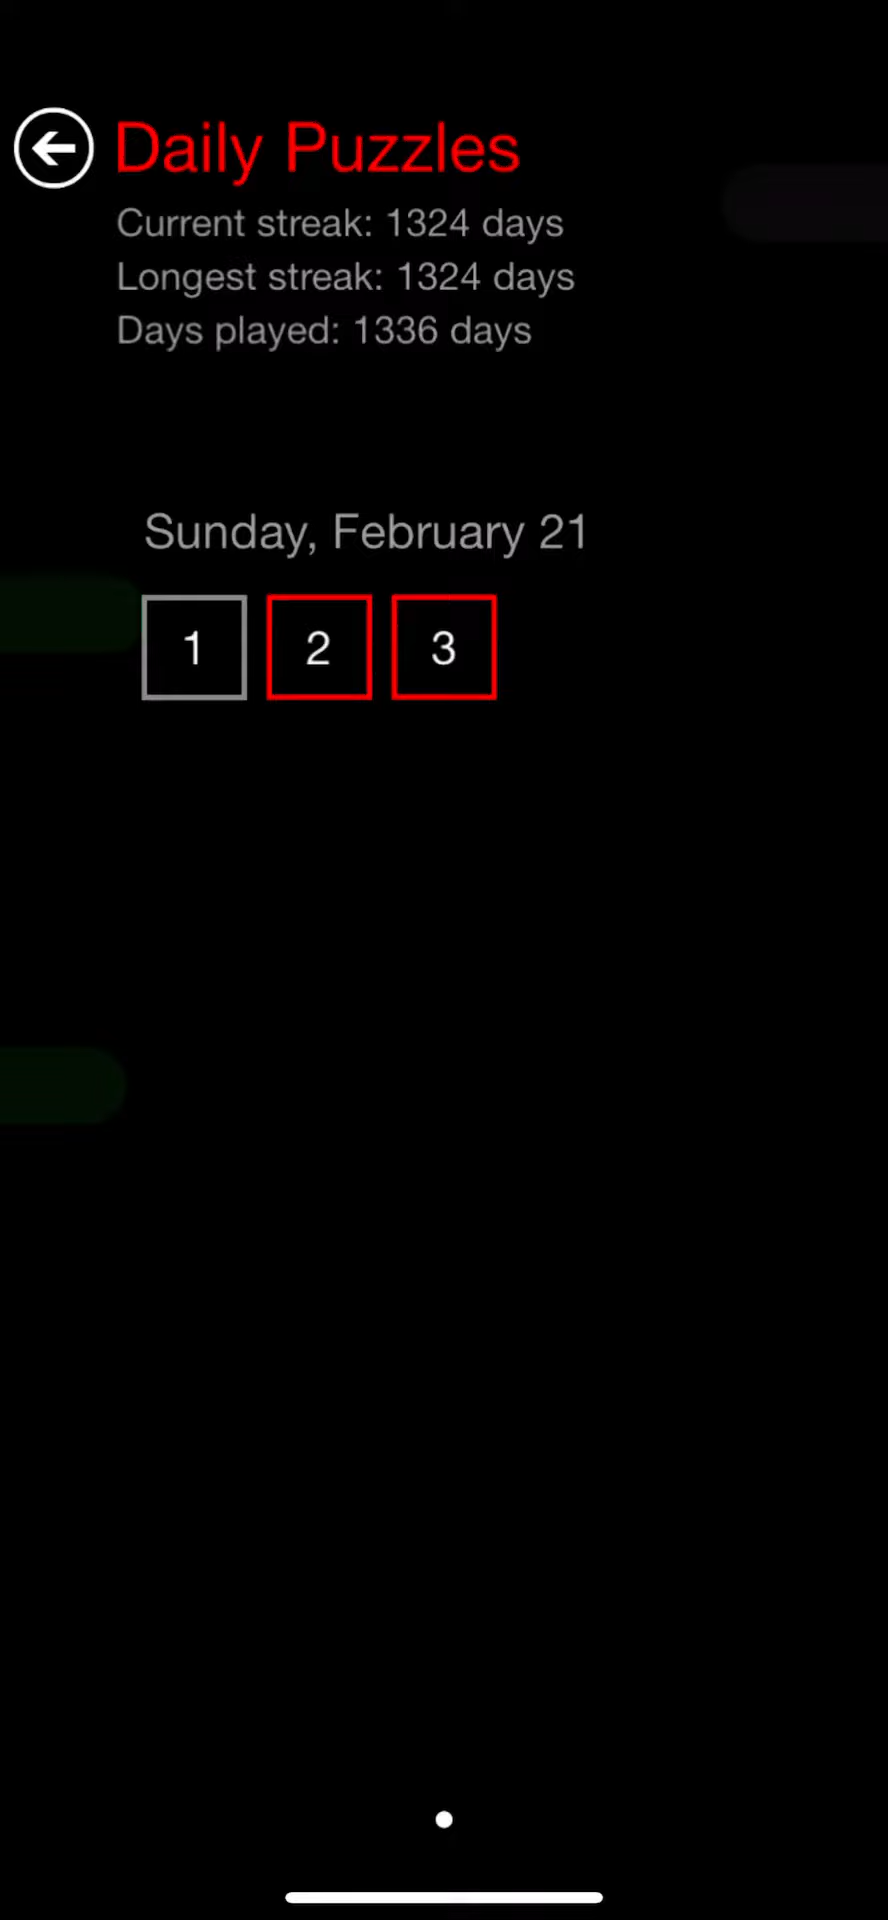 Daily Puzzles
Current streak: 1324 days
Longest streak: 1324 days
Days played: 1336 days
Sunday, February 21
1 2 3